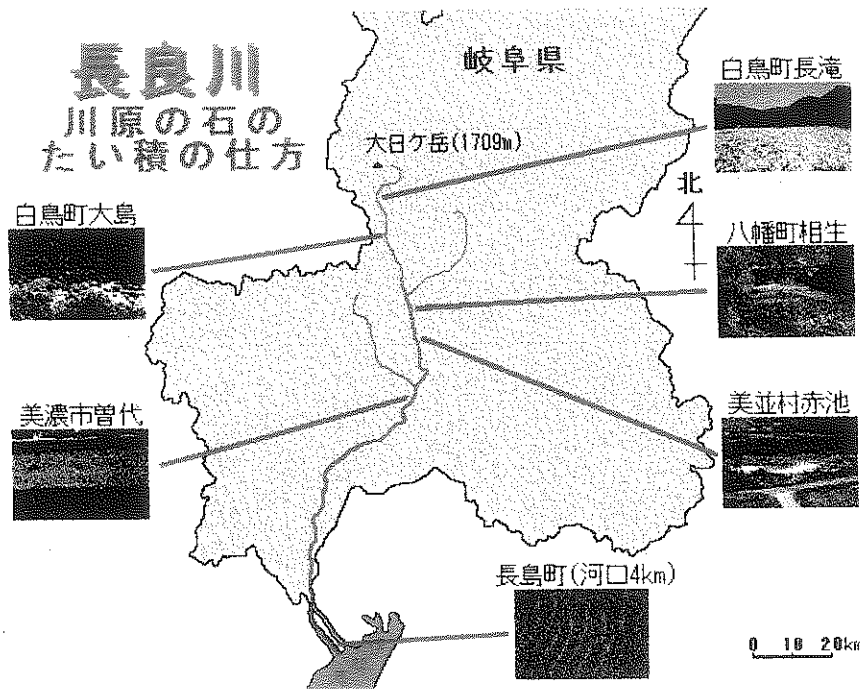 長良川
川原の石の
たい積の仕方
岐阜県
大日ケ岳(1709m)
白鳥町長滝
北
白鳥町大島
八幡町相生
美濃市曽代
美並村赤池
長島町(河口4km)
0 10 20km